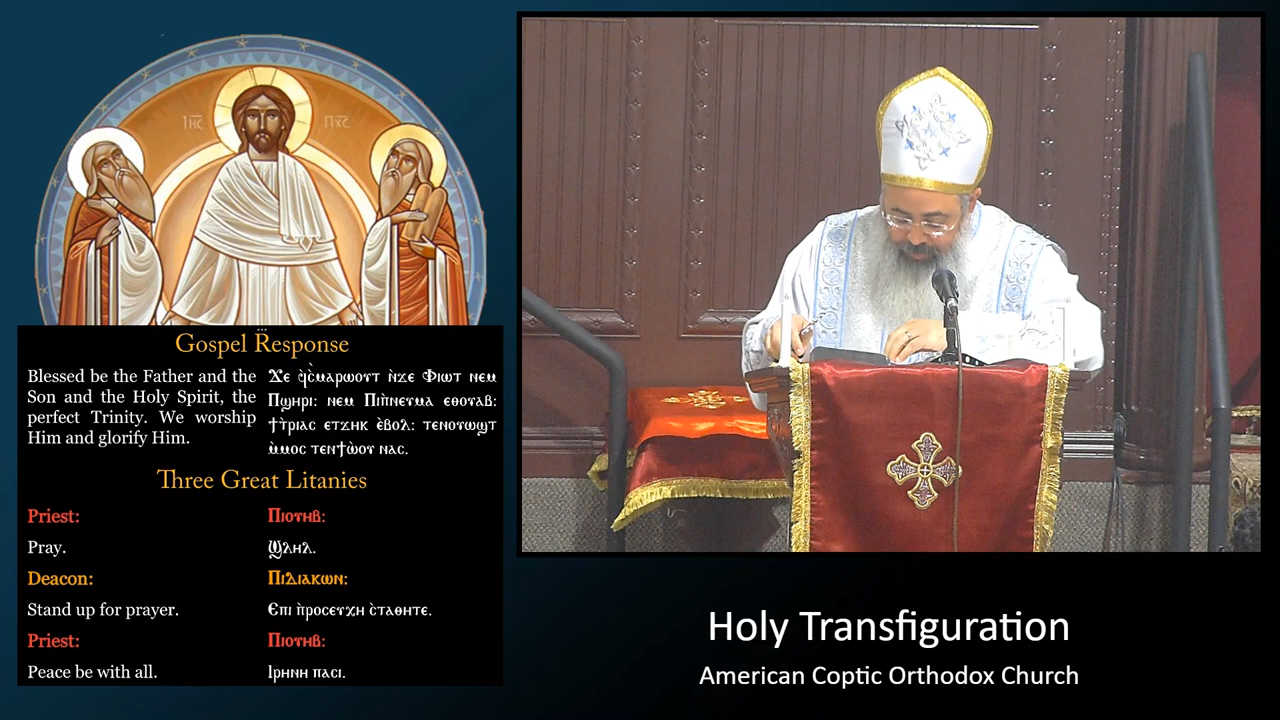 ΙΗ̅С̅ ΠΧ̅С̅
Gospel Response
Blessed be the Father and the
Son and the Holy Spirit, the
perfect Trinity. We worship
Him and glorify Him.
Ϫⲉ ϥ̀ⲥ̀ⲙⲁⲣⲱⲟⲩⲧ ⲛ̀ϫⲉ Ⲫⲓⲱⲧ ⲛⲉⲙ
Ⲡϣⲏⲣⲓ: ⲛⲉⲙ Ⲡⲓⲡ̀ⲛⲉⲩⲙⲁ ⲉⲑⲟⲩⲁⲃ:
ϯⲧ̀ⲣⲓⲁⲥ ⲉⲧϫⲏⲕ ⲉ̀ⲃⲟⲗ: ⲧⲉⲛⲟⲩⲱϣⲧ
ⲙ̀ⲙⲟⲥ ⲧⲉⲛϯⲱ̀ⲟⲩ ⲛⲁⲥ.
Three Great Litanies
Priest: Ⲡⲓⲟⲩⲏⲃ:
Pray. Ϣⲗⲏⲗ.
Deacon: Ⲡⲓⲇⲓⲁⲕⲱⲛ:
Stand up for prayer. Ⲉⲡⲓ ⲡ̀ⲣⲟⲥⲉⲩⲭⲏ ⲥ̀ⲧⲁⲑⲏⲧⲉ.
Priest: Ⲡⲓⲟⲩⲏⲃ:
Peace be with all. Ⲓⲣⲏⲛⲏ ⲡⲁⲥⲓ.
Holy Transfiguration
American Coptic Orthodox Church